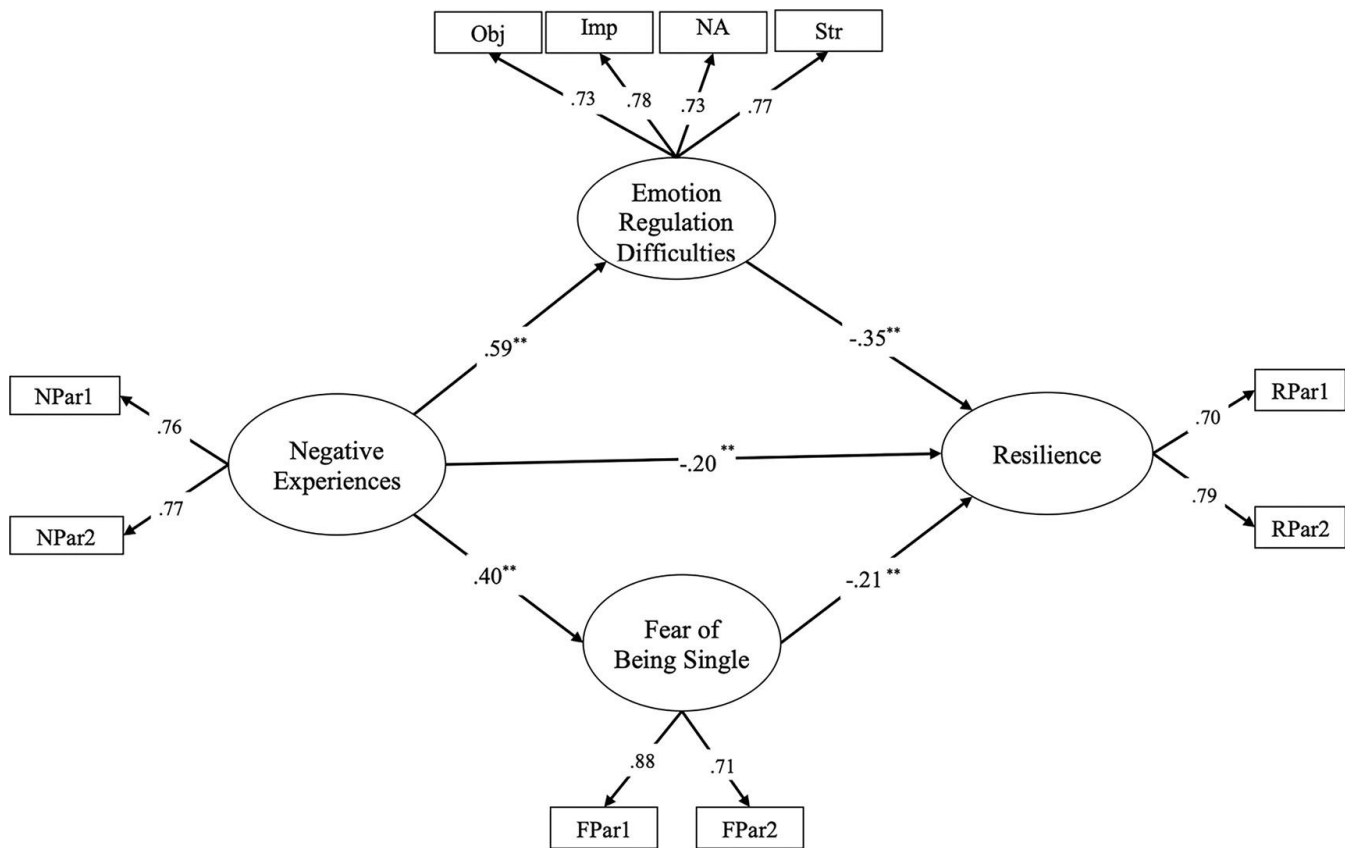 Obj
Imp
NA
Str
.73
.78
.73
.77
Emotion
Regulation
Difficulties
.59**
-.35**
NPar1
.76
NPar2
.77
Negative
Experiences
-.20 **
Resilience
RPar1
.70
RPar2
.79
.40**
-.21 **
Fear of
Being Single
.88
.71
FPar1
FPar2